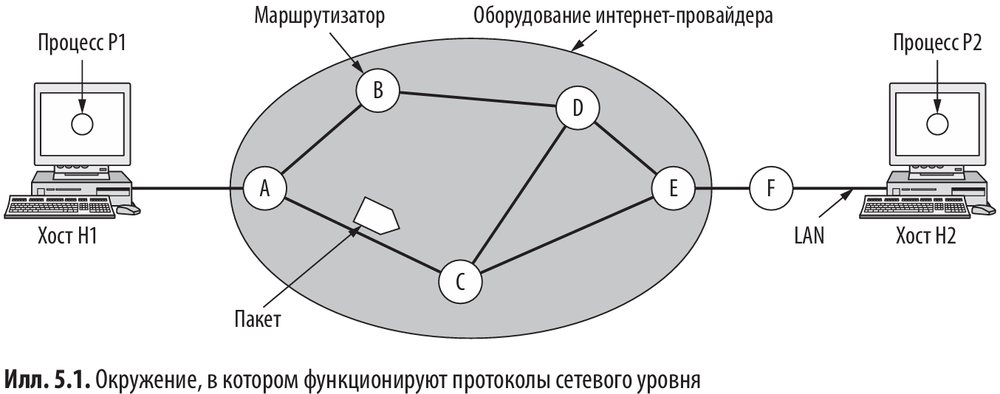 Маршрутизатор
Оборудование интернет-провайдера
Процесс P1
Процесс P2
B
D
A
E
F
C
LAN
Хост H1
Хост H2
Пакет
Илл. 5.1. Окружение, в котором функционируют протоколы сетевого уровня